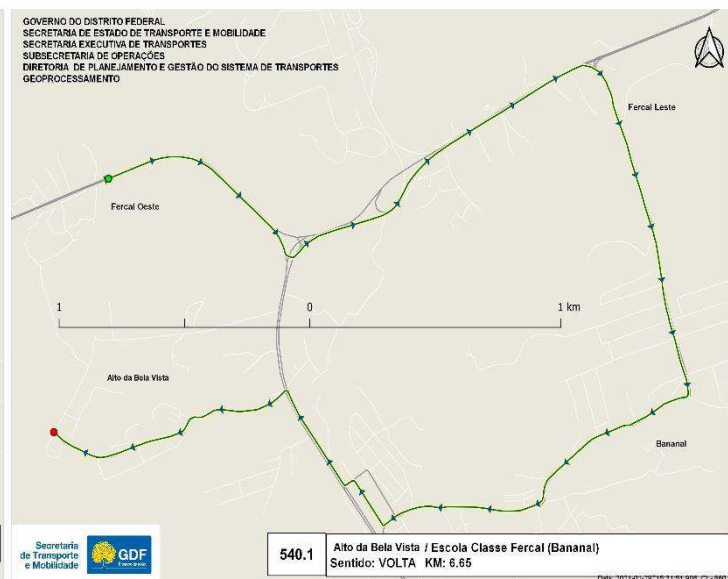 GOVERNO DO DISTRITO FEDERAL
SECRETARIA DE ESTADO DE TRANSPORTE E MOBILIDADE
SECRETARIA EXECUTIVA DE TRANSPORTES
SUBSECRETARIA DE OPERAÇÕES
DIRETORIA DE PLANEJAMENTO E GESTÃO DO SISTEMA DE TRANSPORTES
GEOPROCESSAMENTO
Fercal Leste
Fercal Oeste
1 0 1 km
Alto da Bela Vista
Bananal
Secretaria
de Transporte
e Mobilidade
GDF
540.1
Alto da Bela Vista / Escola Classe Fercal (Bananal)
Sentido: VOLTA KM: 6.65